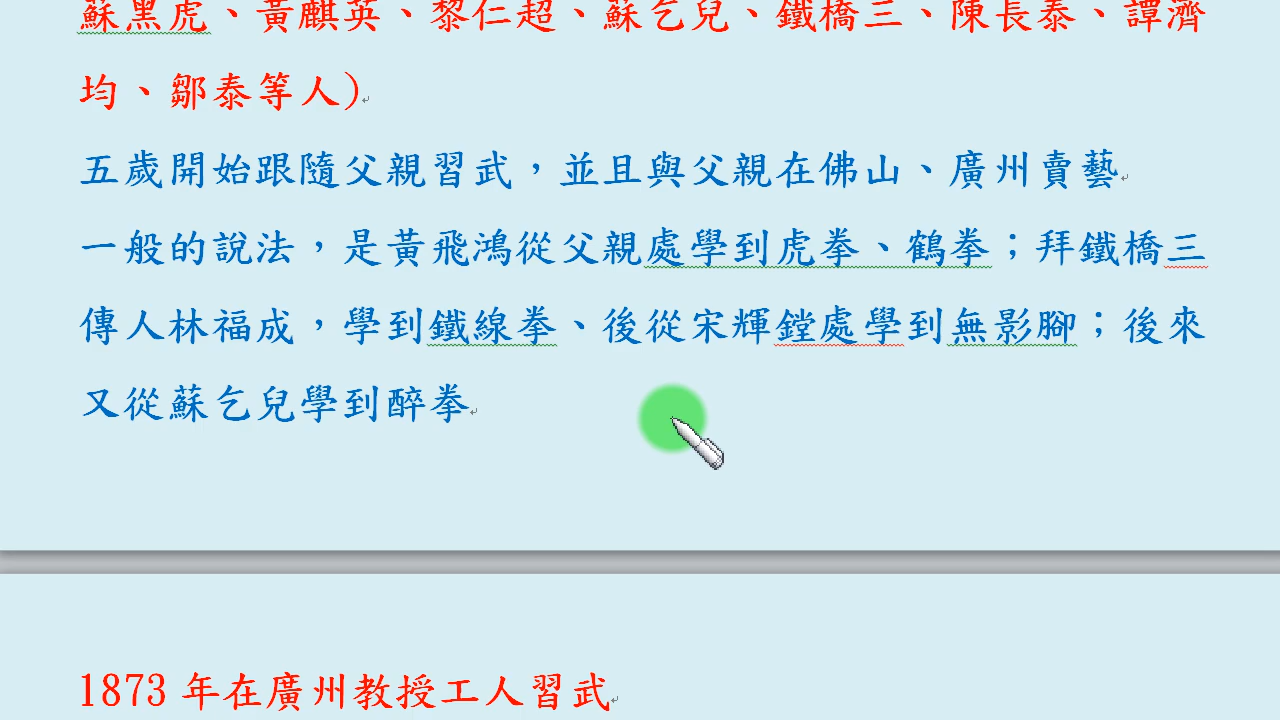 蘇黑虎、黃麒英、黎仁超、蘇乞兒、鐵橋三、陳長泰、譚濟
均、鄒泰等人)
五歲開始跟隨父親習武，並且與父親在佛山、廣州賣藝
一般的說法，是黃飛鴻從父親處學到虎拳、鶴拳；拜鐵橋三
傳人林福成，學到鐵線拳、後從宋輝鏜處學到無影腳；後來
又從蘇乞兒學到醉拳
1873 年在廣州教授工人習武